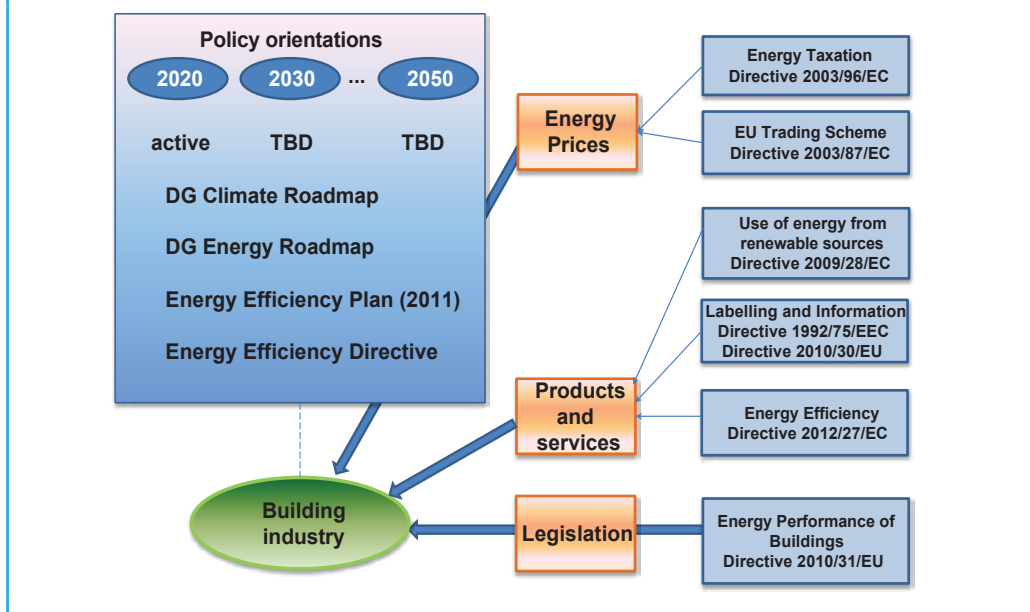 Policy orientations
2020 2030 ... 2050
active TBD TBD
DG Climate Roadmap
DG Energy Roadmap
Energy Efficiency Plan (2011)
Energy Efficiency Directive
Building
industry
Energy
Prices
Products
and
services
Legislation
Energy Taxation
Directive 2003/96/EC
EU Trading Scheme
Directive 2003/87/EC
Use of energy from
renewable sources
Directive 2009/28/EC
Labelling and Information
Directive 1992/75/EEC
Directive 2010/30/EU
Energy Efficiency
Directive 2012/27/EC
Energy Performance of
Buildings
Directive 2010/31/EU